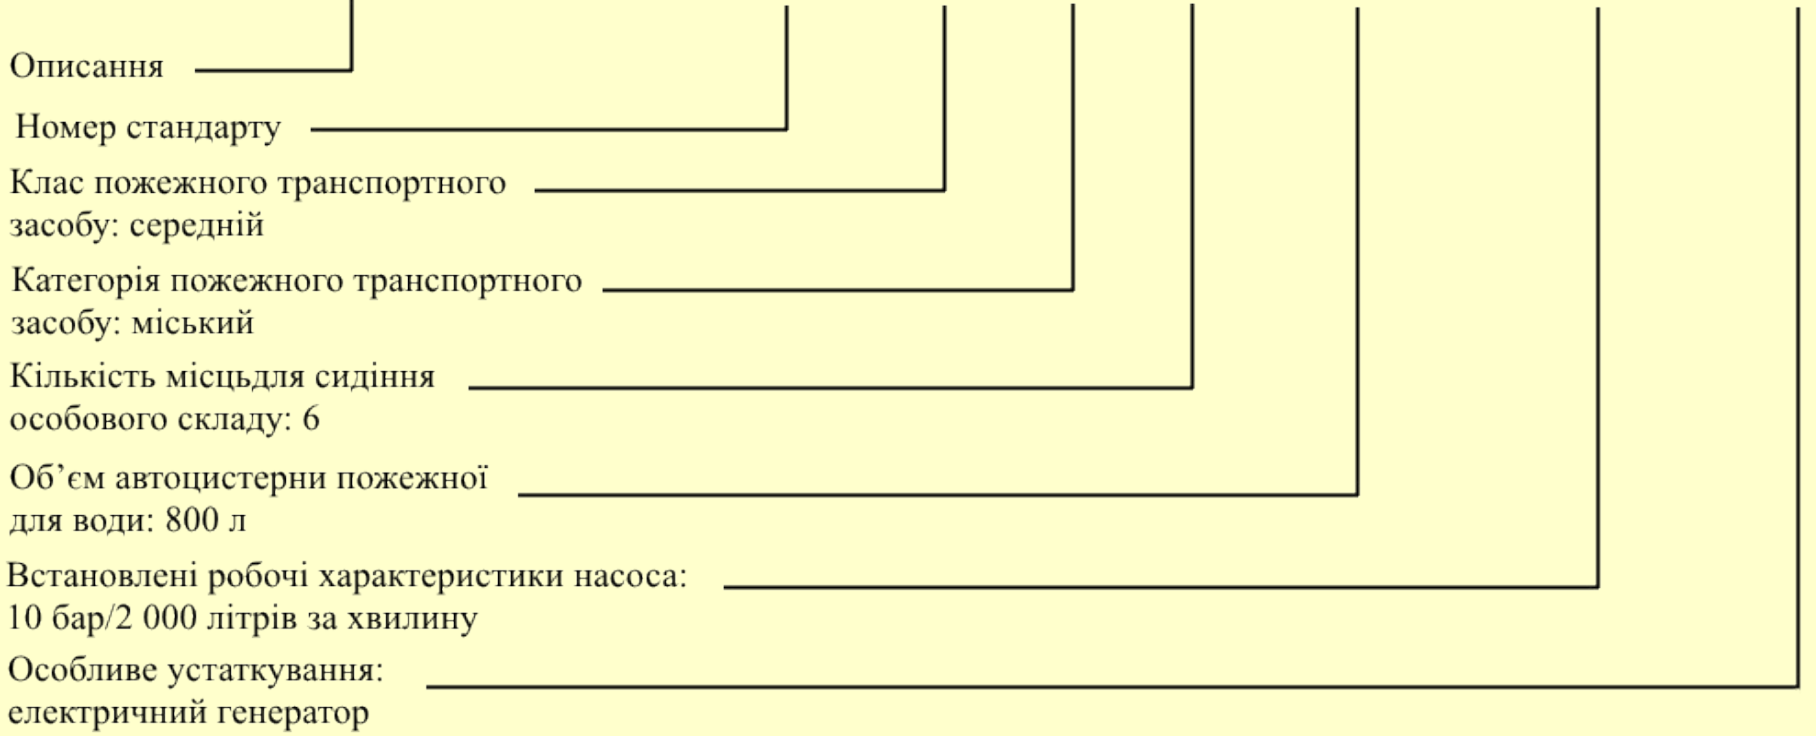 Описання
Номер стандарту
Клас пожежного транспортного
засобу: середній
Категорія пожежного транспортного
засобу: міський
Кількість місцьдля сидіння
особового складу: 6
Об’єм автоцистерни пожежної
для води: 800 л
Встановлені робочі характеристики насоса:
10 бар/2 000 літрів за хвилину
Особливе устаткування:
електричний генератор